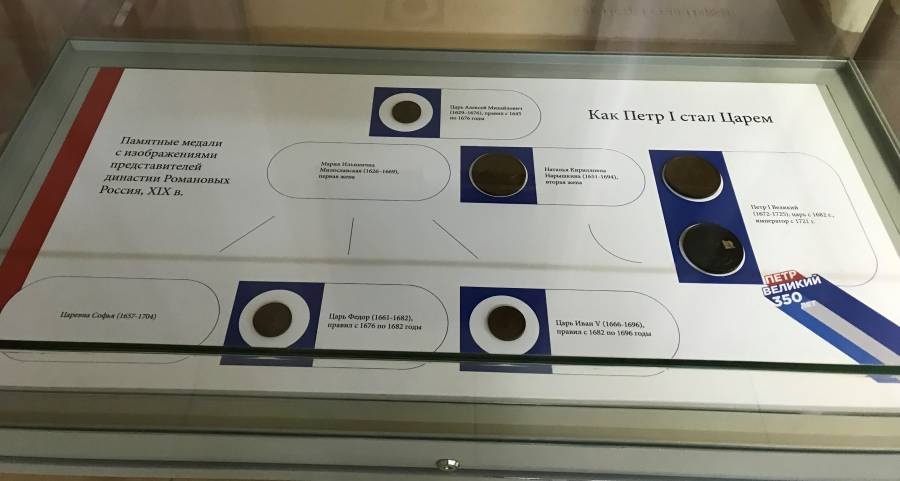 Как Петр I стал Царем
Памятные медали
с изображениями
представителей
династии Романовых
Россия, XIX в.
Царь Алексей Михайлович
(1629–1676), правил с 1645
по 1676 годы
Мария Ильинична
Милославская (1626–1669),
первая жена
Наталья Кирилловна
Нарышкина (1651–1694),
вторая жена
Петр I Великий
(1672–1725), царь с 1682 г.,
император с 1721 г.
Царевна Софья (1657-1704)
Царь Федор (1661-1682),
правил с 1676 по 1682 годы
Царь Иван V (1666-1696),
правил с 1682 по 1696 годы
ПЕТР
ВЕЛИКИЙ
350 ЛЕТ